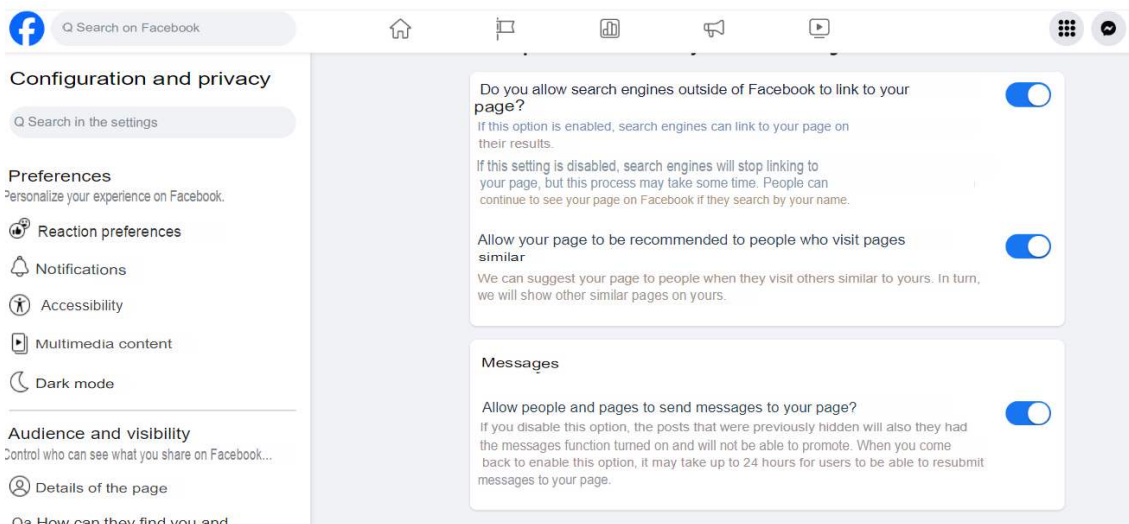 Search on Facebook
Configuration and privacy
Search in the settings
Preferences
Personalize your experience on Facebook.
Reaction preferences
Notifications
Accessibility
Multimedia content
Dark mode
Audience and visibility
Control who can see what you share on Facebook...
Details of the page
How can they find you and
Do you allow search engines outside of Facebook to link to your
page?
If this option is enabled, search engines can link to your page on
their results.
If this setting is disabled, search engines will stop linking to
your page, but this process may take some time. People can
continue to see your page on Facebook if they search by your name.
Allow your page to be recommended to people who visit pages
similar
We can suggest your page to people when they visit others similar to yours. In turn,
we will show other similar pages on yours.
Messages
Allow people and pages to send messages to your page?
If you disable this option, the posts that were previously hidden will also they had
the messages function turned on and will not be able to promote. When you come
back to enable this option, it may take up to 24 hours for users to be able to resubmit
messages to your page.